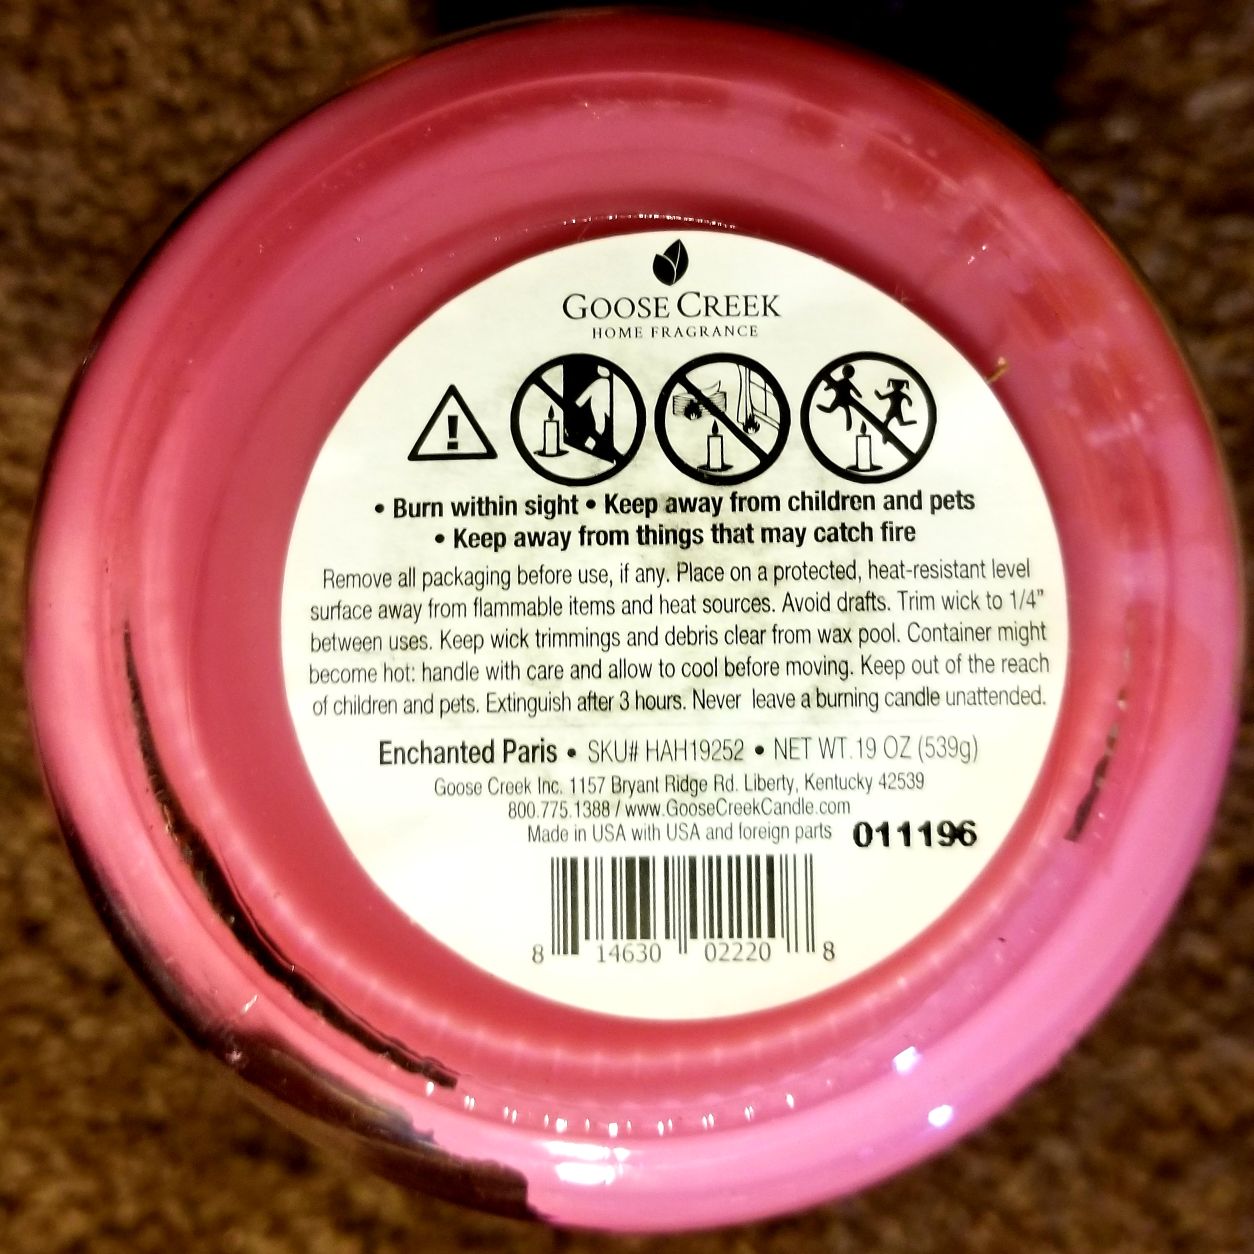 GOOSE CREEK
HOME FRAGRANCE
• Burn within sight • Keep away from children and pets
• Keep away from things that may catch fire
Remove all packaging before use, if any. Place on a protected, heat-resistant level
surface away from flammable items and heat sources. Avoid drafts. Trim wick to 1/4”
between uses. Keep wick trimmings and debris clear from wax pool. Container might
become hot: handle with care and allow to cool before moving. Keep out of the reach
of children and pets. Extinguish after 3 hours. Never leave a burning candle unattended.
Enchanted Paris • SKU# HAH19252 • NET WT. 19 OZ (539g)
Goose Creek Inc. 1157 Bryant Ridge Rd. Liberty, Kentucky 42539
800.775.1388 / www.GooseCreekCandle.com
Made in USA with USA and foreign parts 011196
8 14630 02220 8